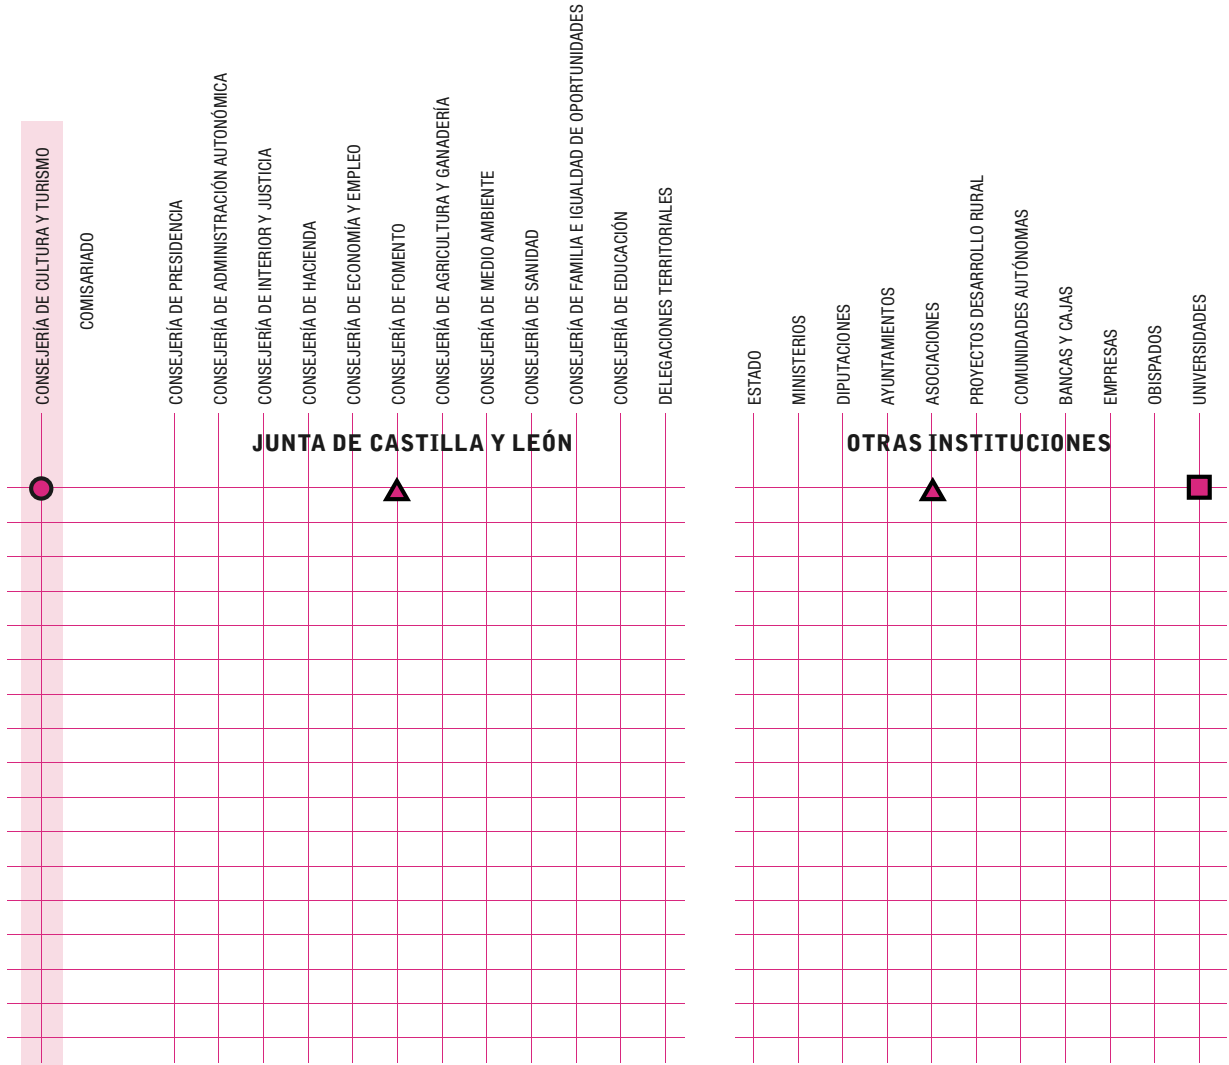 CONSEJERÍA DE CULTURA Y TURISMO
COMISARIADO
CONSEJERÍA DE PRESIDENCIA
CONSEJERÍA DE ADMINISTRACIÓN AUTONÓMICA
CONSEJERÍA DE INTERIOR Y JUSTICIA
CONSEJERÍA DE HACIENDA
CONSEJERÍA DE ECONOMÍA Y EMPLEO
CONSEJERÍA DE FOMENTO
CONSEJERÍA DE AGRICULTURA Y GANADERÍA
CONSEJERÍA DE MEDIO AMBIENTE
CONSEJERÍA DE SANIDAD
CONSEJERÍA DE FAMILIA E IGUALDAD DE OPORTUNIDADES
CONSEJERÍA DE EDUCACIÓN
DELEGACIONES TERRITORIALES
ESTADO
MINISTERIOS
DIPUTACIONES
AYUNTAMIENTOS
ASOCIACIONES
PROYECTOS DESARROLLO RURAL
COMUNIDADES AUTÓNOMAS
BANCAS Y CAJAS
EMPRESAS
OBISPADOS
UNIVERSIDADES
JUNTA DE CASTILLA Y LEÓN
OTRAS INSTITUCIONES